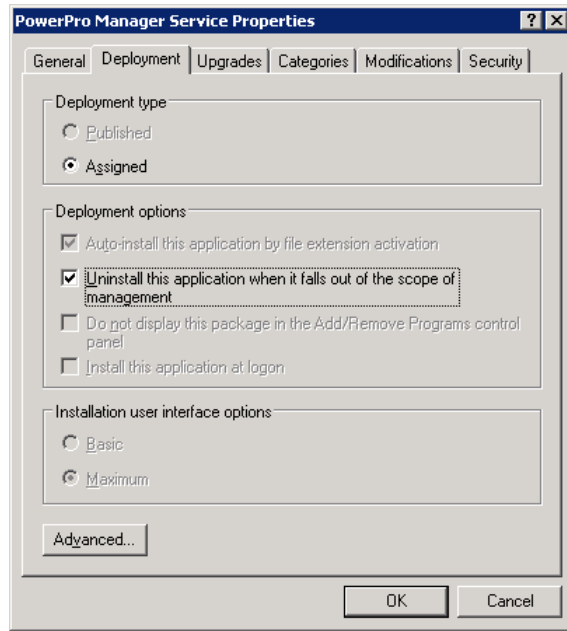 PowerPro Manager Service Properties
General Deployment Upgrades Categories Modifications Security
Deployment type
Published
Assigned
Deployment options
Auto-install this application by file extension activation
Uninstall this application when it falls out of the scope of
management
Do not display this package in the Add/Remove Programs control
panel
Install this application at logon
Installation user interface options
Basic
Maximum
Advanced...
OK Cancel